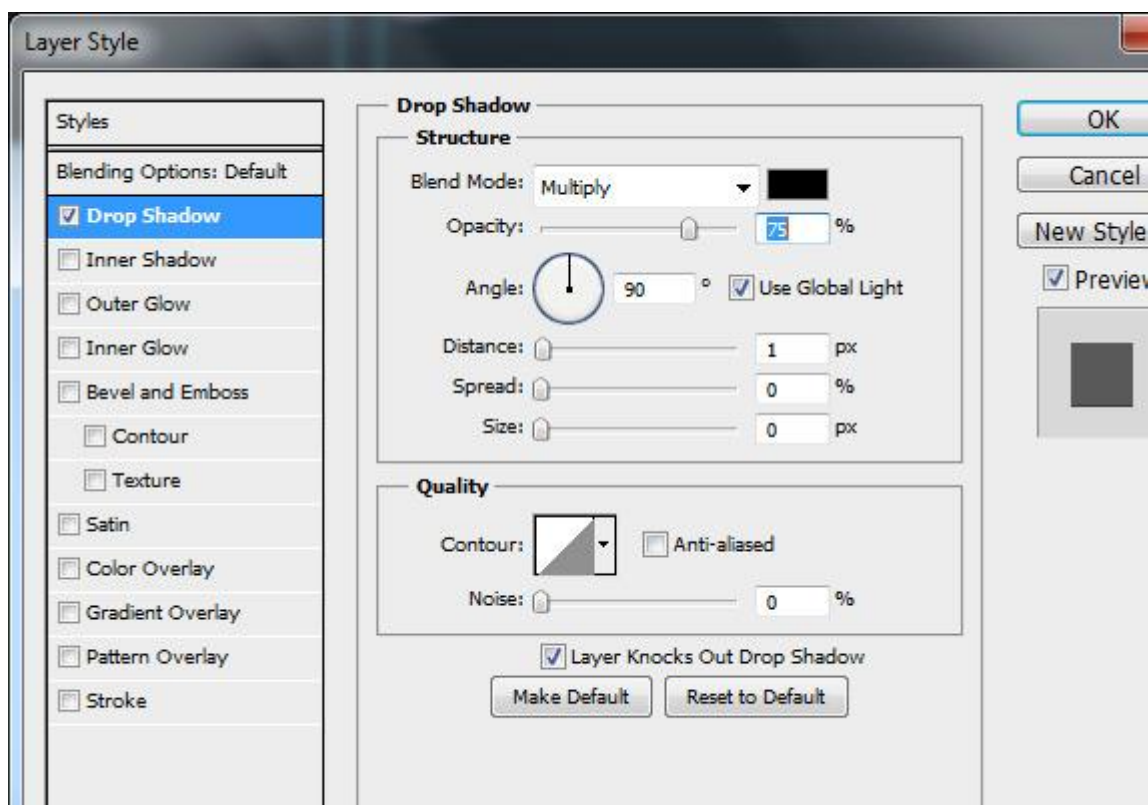 Layer Style
Styles
Blending Options: Default
Drop Shadow
Inner Shadow
Outer Glow
Inner Glow
Bevel and Emboss
Contour
Texture
Satin
Color Overlay
Gradient Overlay
Pattern Overlay
Stroke
Drop Shadow
Structure
Blend Mode: Multiply
Opacity: 75 %
Angle: 90 ° Use Global Light
Distance: 1 px
Spread: 0 %
Size: 0 px
Quality
Contour: Anti-aliased
Noise: 0 %
Layer Knocks Out Drop Shadow
Make Default Reset to Default
OK
Cancel
New Style
Preview